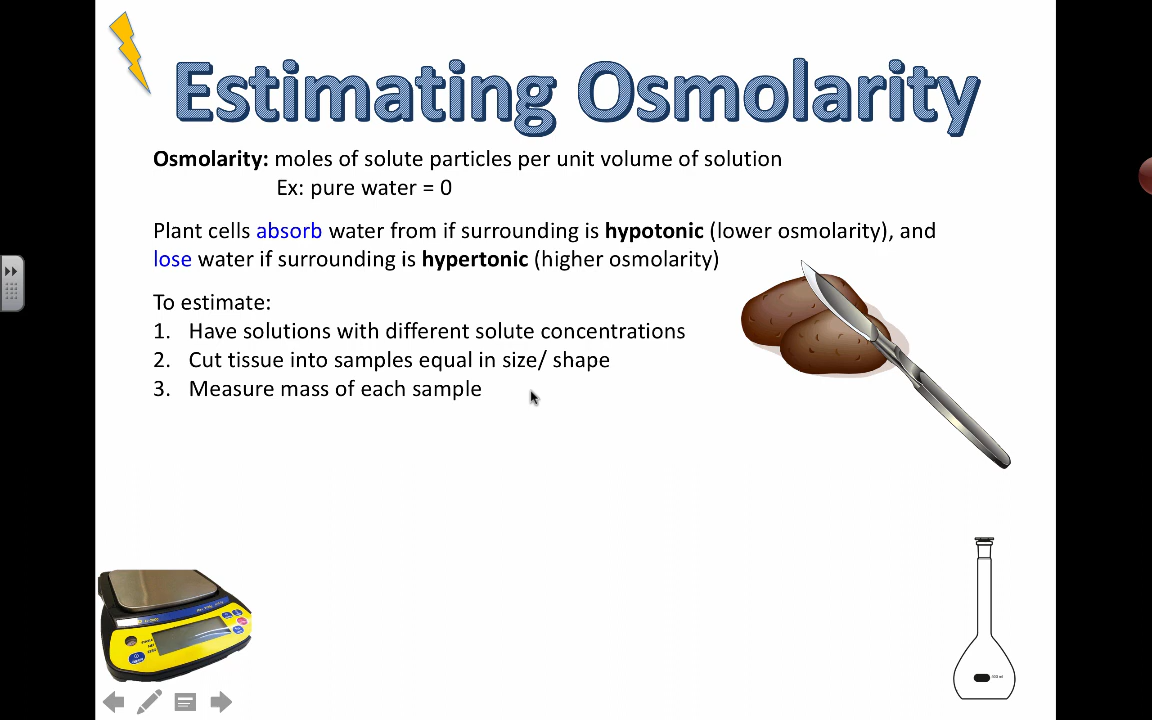 Estimating Osmolarity
Osmolarity: moles of solute particles per unit volume of solution
Ex: pure water = 0
Plant cells absorb water from if surrounding is hypotonic (lower osmolarity), and
lose water if surrounding is hypertonic (higher osmolarity)
To estimate:
1. Have solutions with different solute concentrations
2. Cut tissue into samples equal in size/ shape
3. Measure mass of each sample